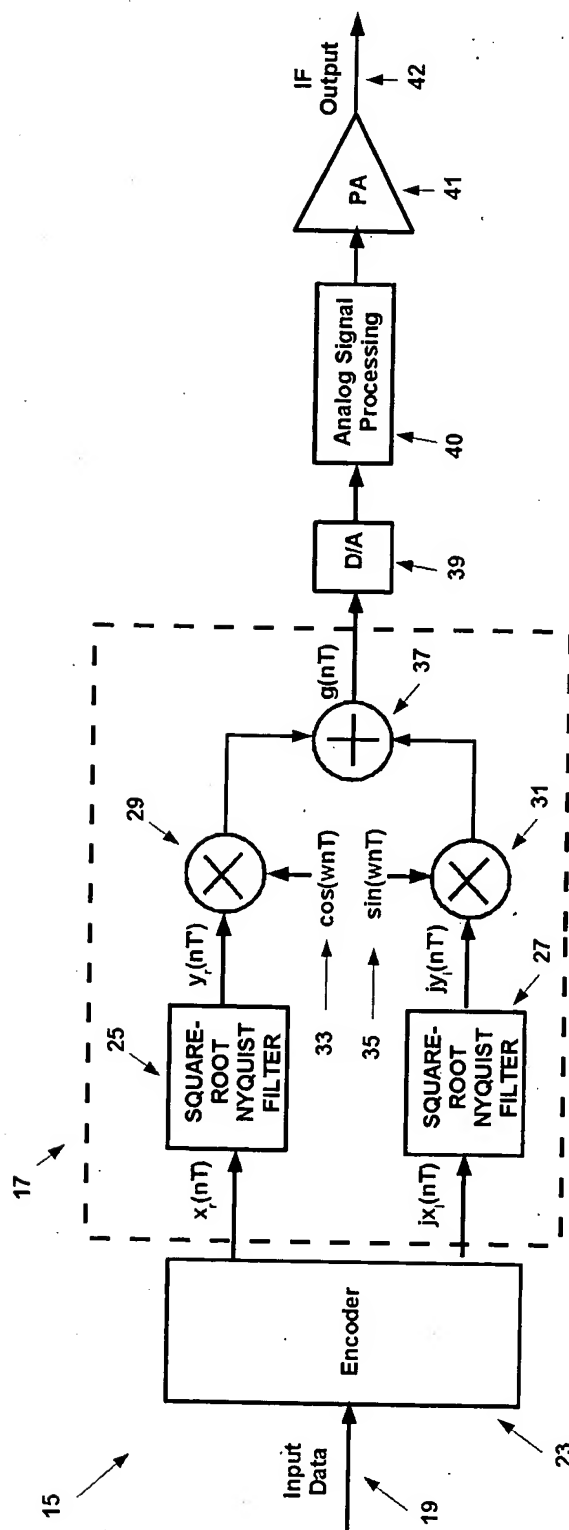 15
17
Input
Data
19
Encoder
23
x_r(nT)
jx_i(nT)
25
SQUARE-
ROOT
NYQUIST
FILTER
SQUARE-
ROOT
NYQUIST
FILTER
27
y_r(nT')
jy_i(nT')
29
33
cos(wnT)
35
sin(wnT)
31
37
g(nT)
D/A
39
Analog Signal
Processing
40
PA
41
IF
Output
42